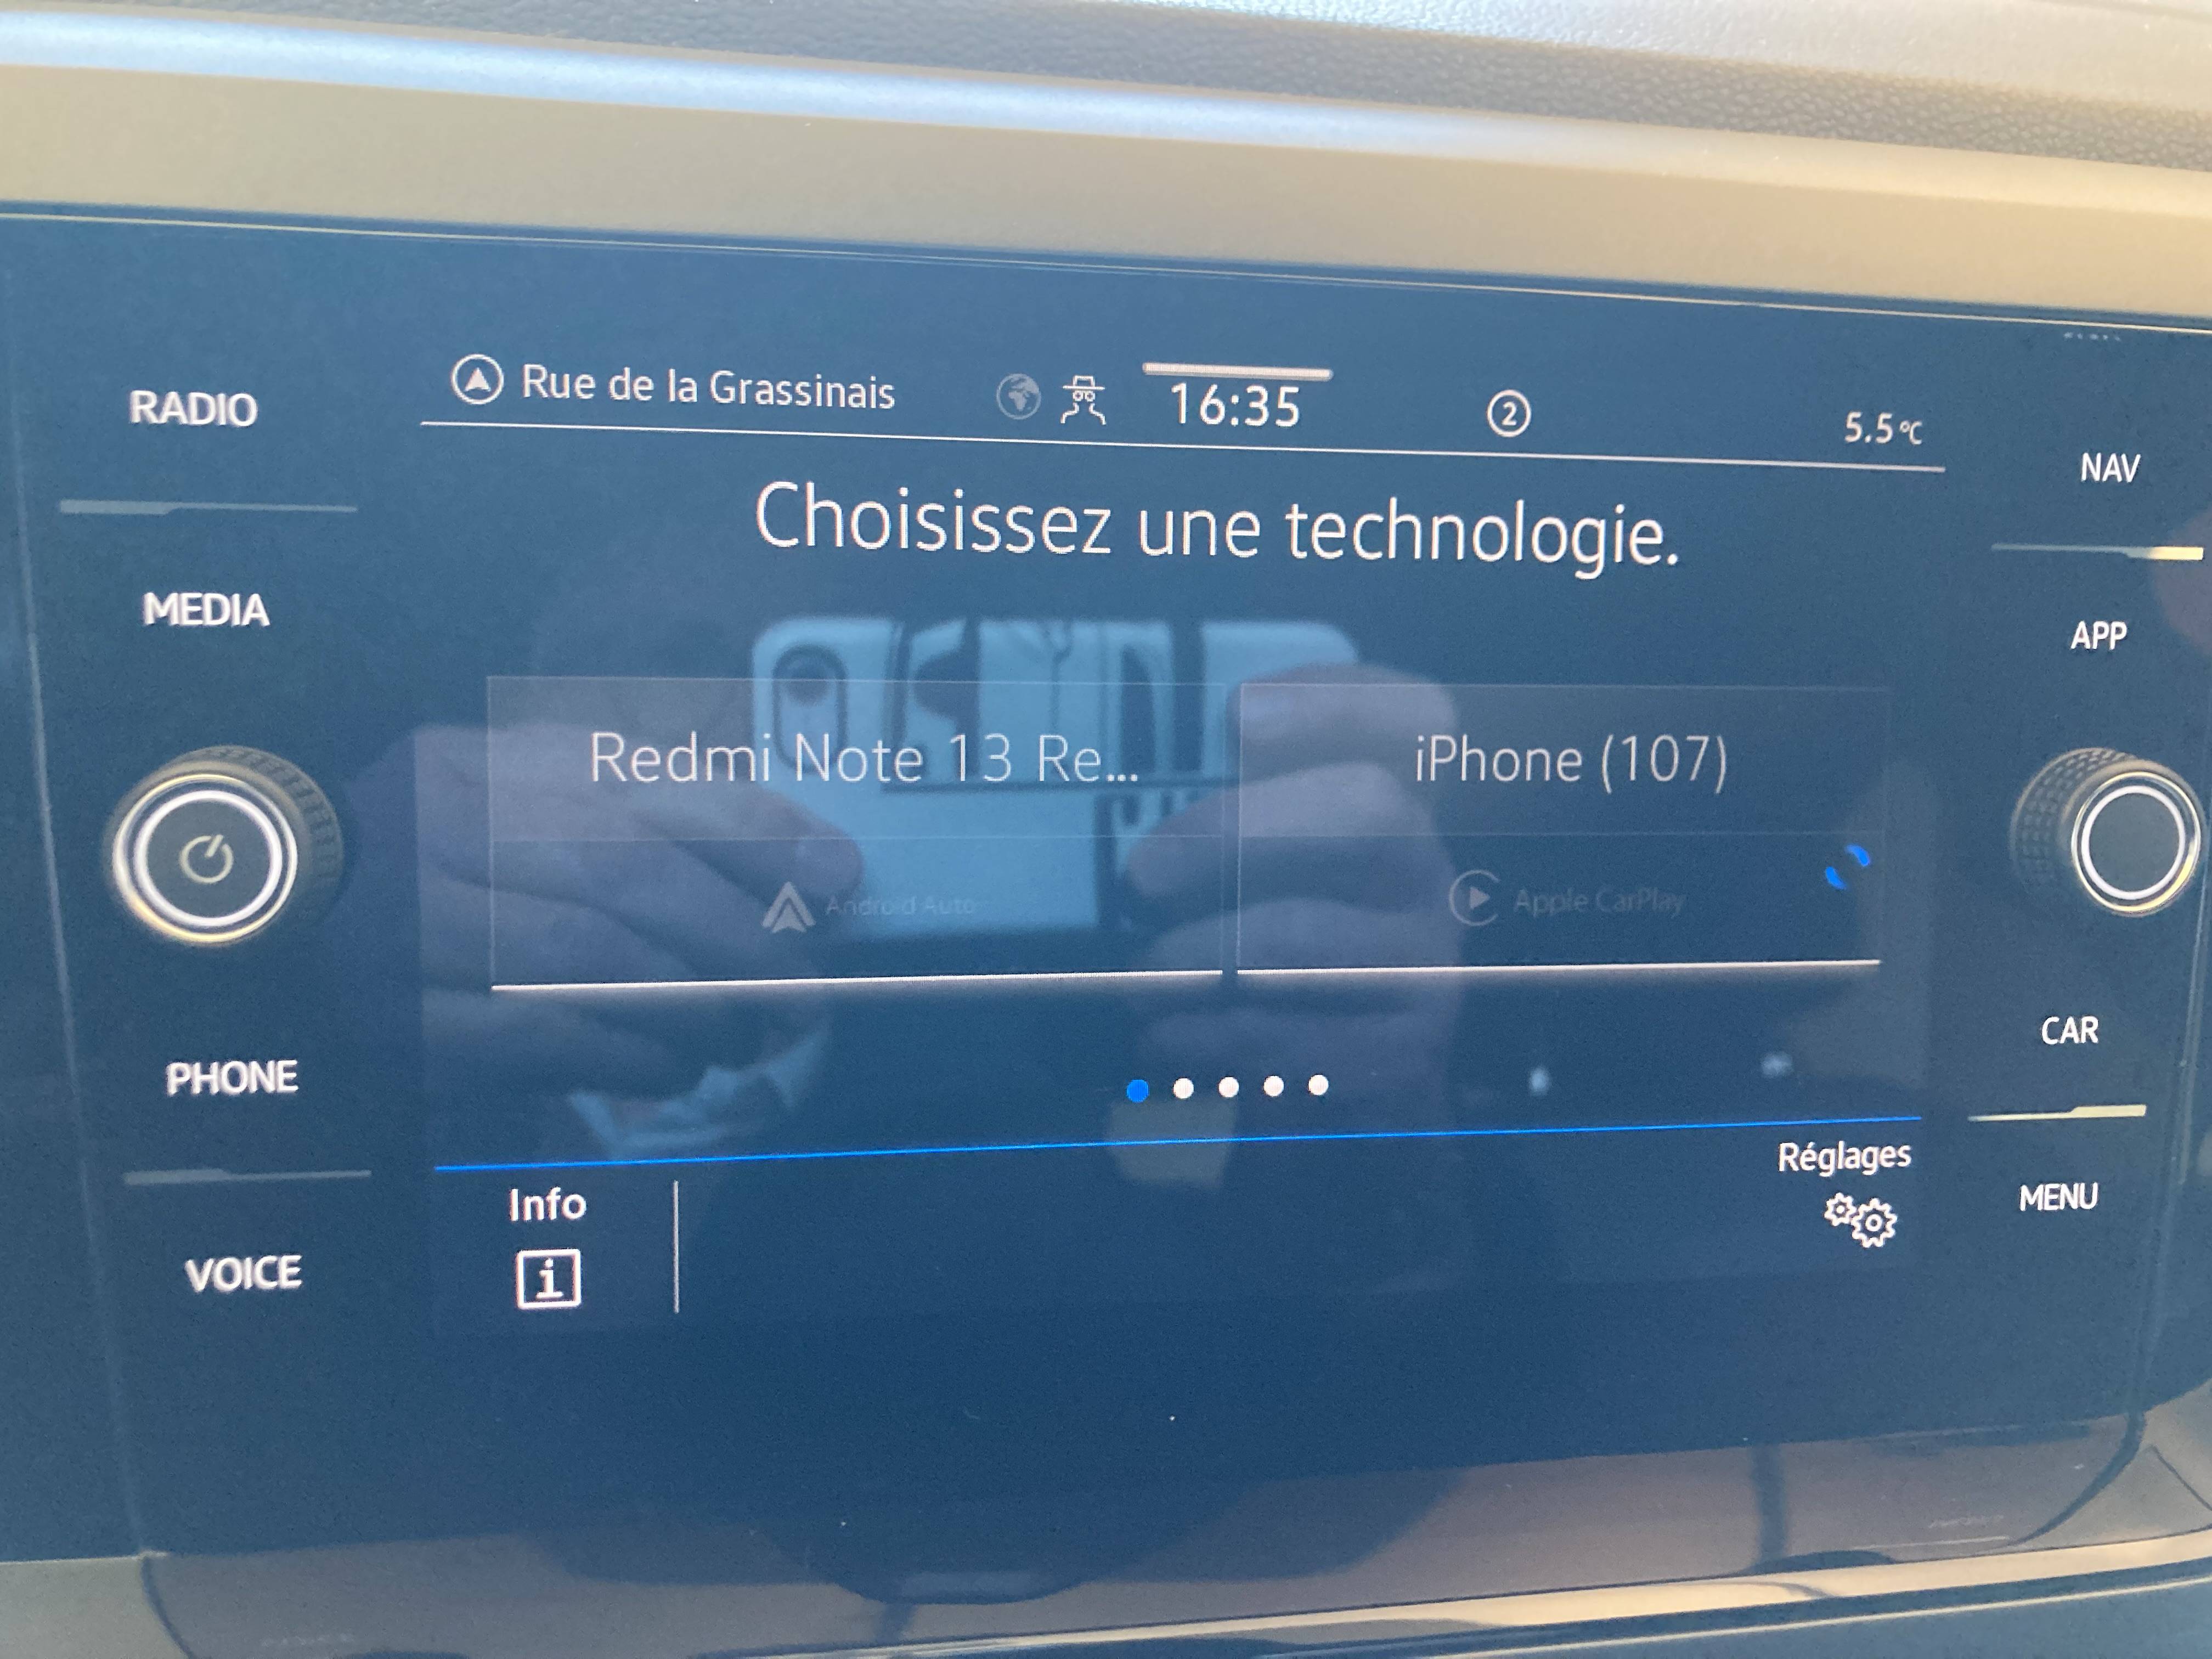 RADIO
MEDIA
PHONE
VOICE
Rue de la Grassinais
16:35
2
5.5°C
Choisissez une technologie.
Redmi Note 13 Re...
Android Auto
iPhone (107)
Apple CarPlay
Info
i
Réglages
NAV
APP
CAR
MENU